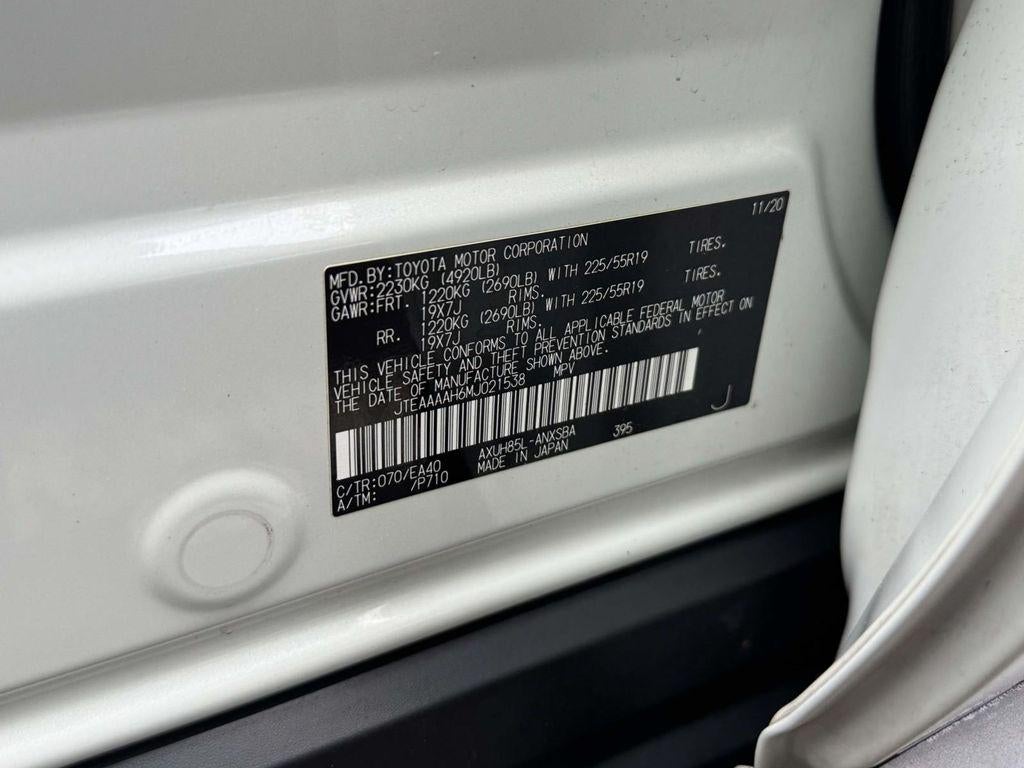 11/20
MFD.BY:TOYOTA MOTOR CORPORATION
GVWR:2230KG (4920LB)
GAWR:FRT. 1220KG (2690LB) WITH 225/55R19 TIRES.
19X7J RIMS.
RR. 1220KG (2690LB) WITH 225/55R19 TIRES.
19X7J RIMS.
THIS VEHICLE CONFORMS TO ALL APPLICABLE FEDERAL MOTOR
VEHICLE SAFETY AND THEFT PREVENTION STANDARDS IN EFFECT ON
THE DATE OF MANUFACTURE SHOWN ABOVE.
JTEAAAAH6MJ021538 MPV
J
AXUH85L-ANXSBA 395
C/TR:070/EA40 MADE IN JAPAN
A/TM: /P710